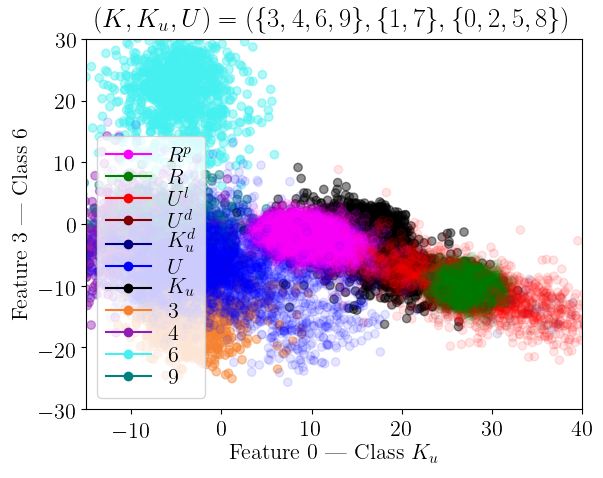 (K, K_u, U) = ({3, 4, 6, 9}, {1, 7}, {0, 2, 5, 8})
Feature 3 — Class 6
30
20
10
0
−10
−20
−30
R^p
R
U^l
U^d
K_u^d
U
K_u
3
4
6
9
−10
0
10
20
30
40
Feature 0 — Class K_u